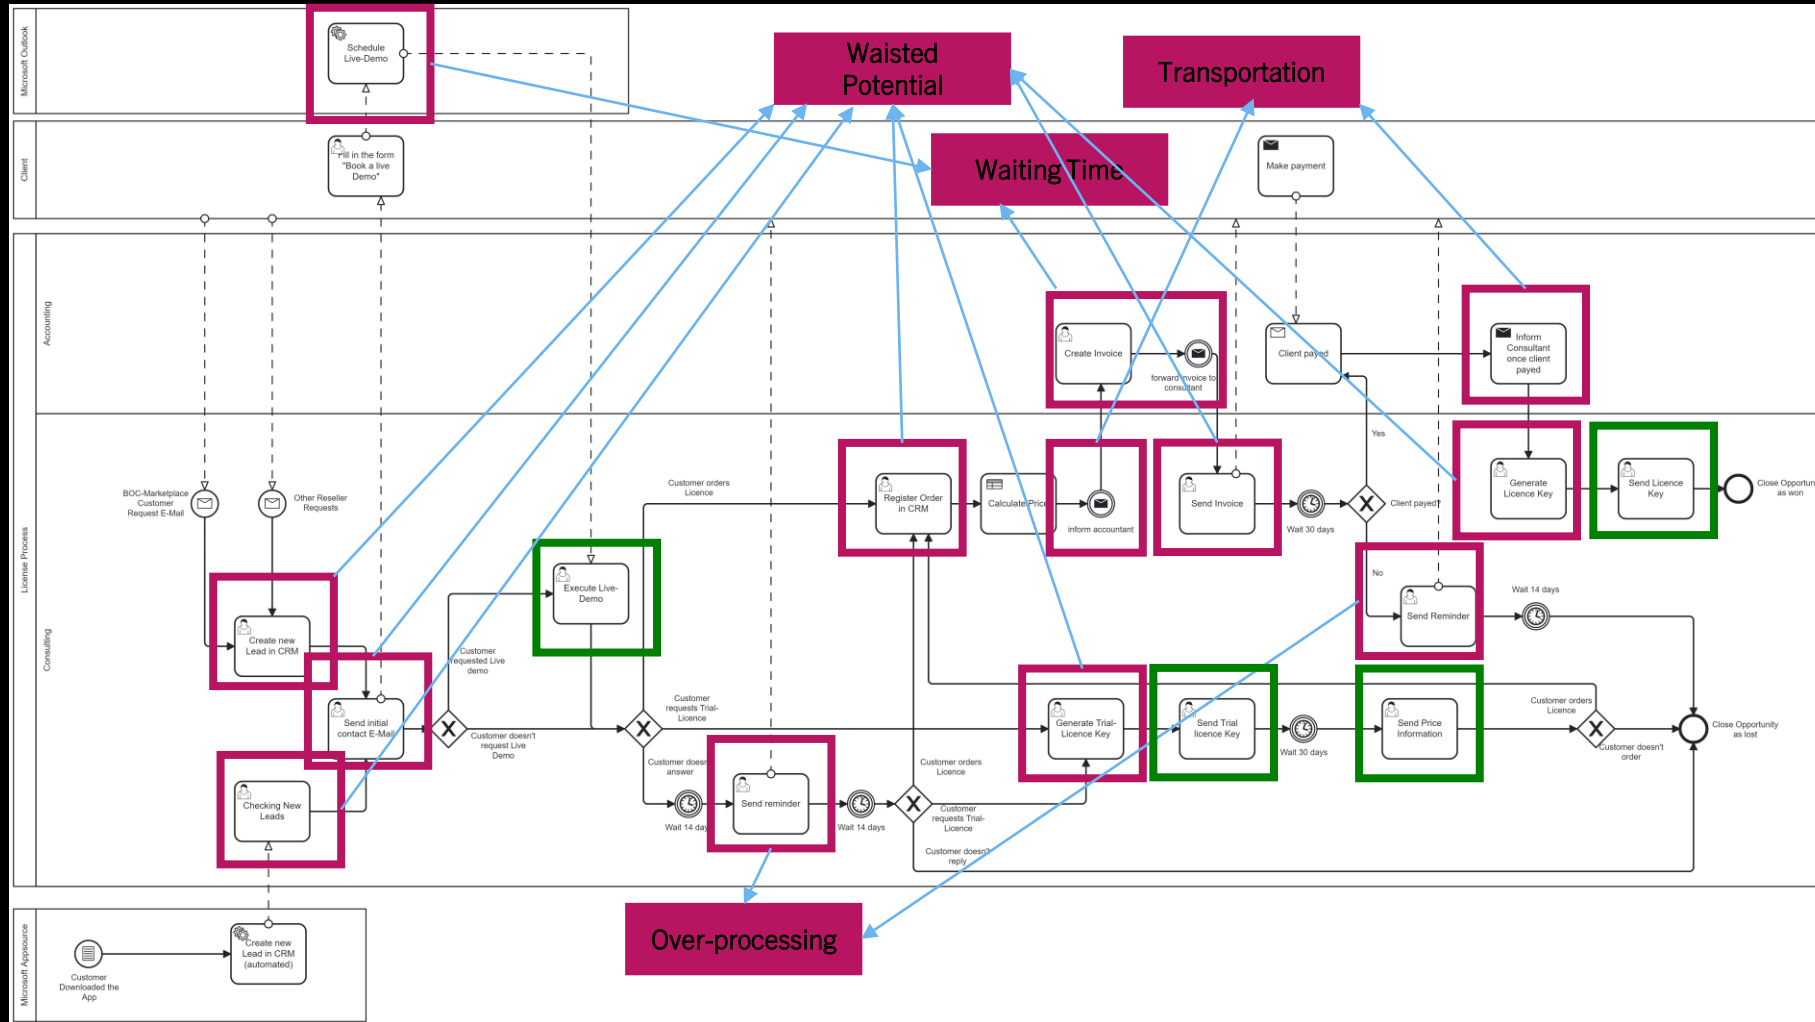 Microsoft Outlook
Schedule
Live-Demo
Waisted
Potential
Transportation
Client
Fill in the form
"Book a live
Demo"
Waiting Time
Make payment
License Process
Accounting
Create Invoice
forward invoice to
consultant
Client payed
Inform
Consultant
once client
payed
Consulting
BOC-Marketplace
Customer
Request E-Mail
Other Reseller
Requests
Customer orders
Licence
Register Order
in CRM
Calculate Price
inform accountant
Send Invoice
Wait 30 days
Yes
Client payed?
No
Generate
Licence Key
Send Licence
Key
Close Opportun
as won
Create new
Lead in CRM
Execute Live-
Demo
Customer
requested Live
demo
Send Reminder
Wait 14 days
Send initial
contact E-Mail
Customer doesn't
request Live
Demo
Customer
requests Trial-
Licence
Generate Trial-
Licence Key
Send Trial
licence Key
Wait 30 days
Send Price
Information
Customer orders
Licence
Customer doesn't
order
Close Opportunity
as lost
Checking New
Leads
Customer doesn't
answer
Wait 14 days
Send reminder
Wait 14 days
Customer orders
Licence
Customer
requests Trial-
Licence
Customer doesn't
reply
Over-processing
Microsoft Appsource
Customer
Downloaded the
App
Create new
Lead in CRM
(automated)